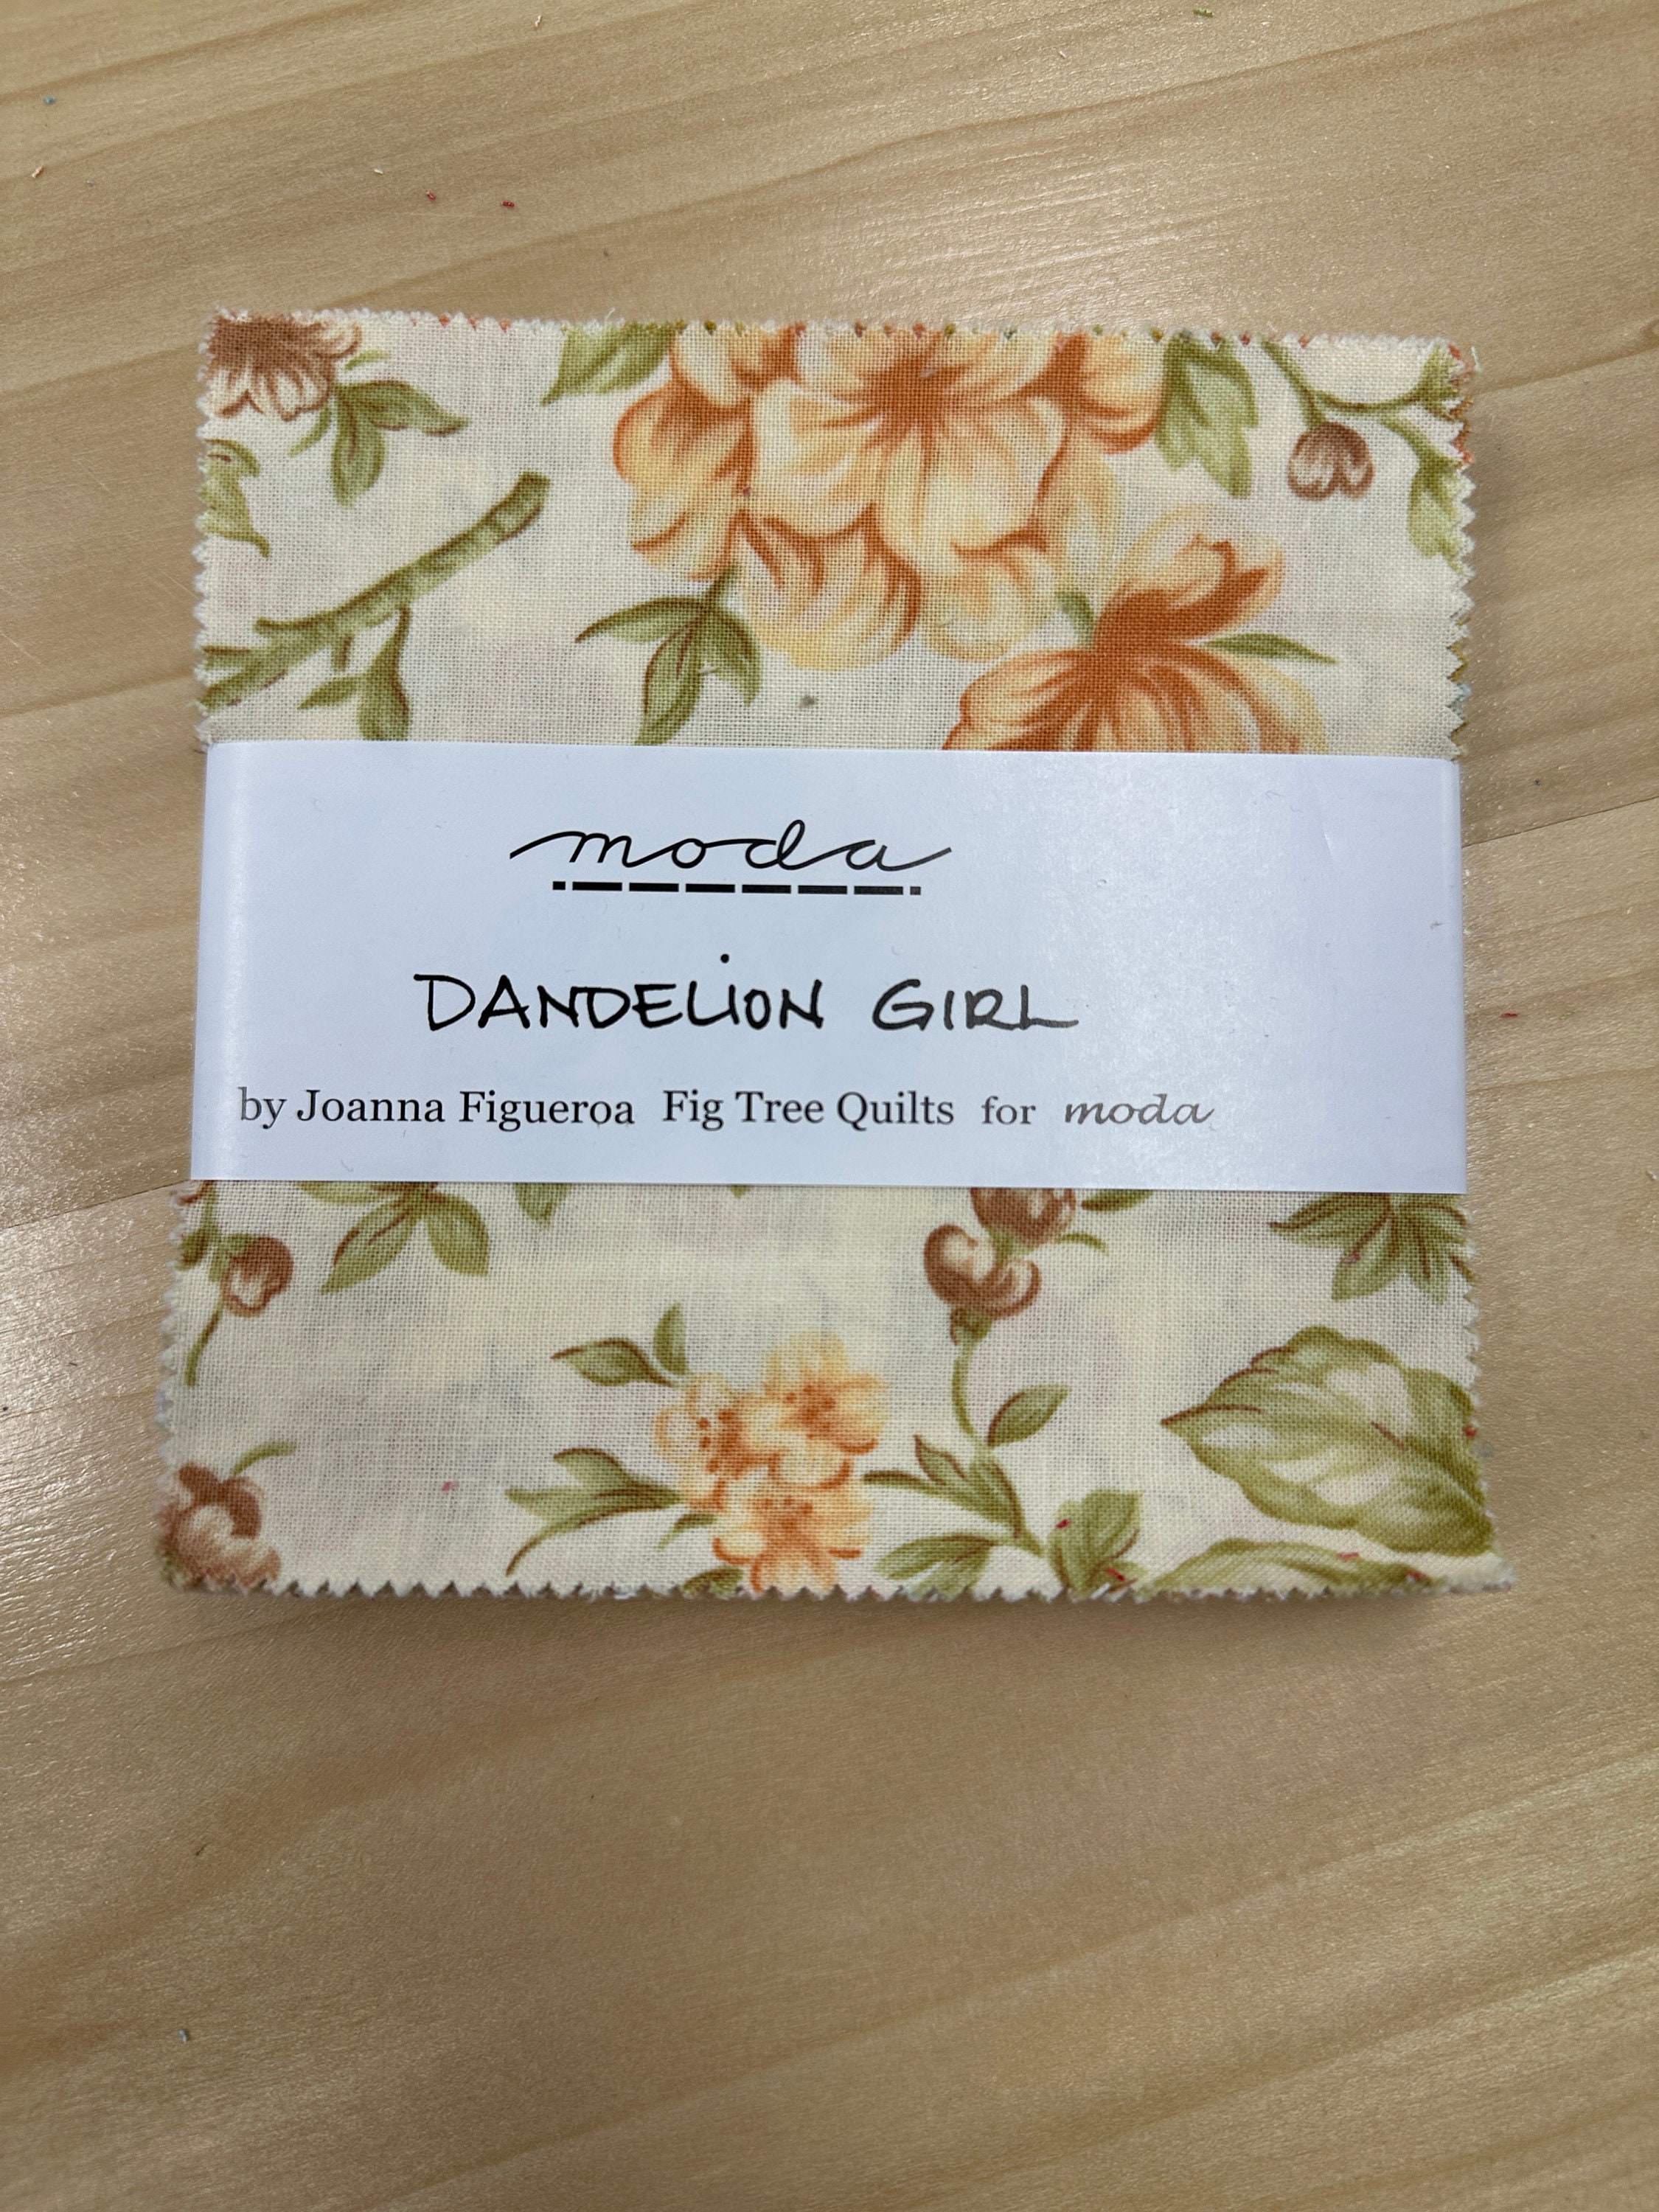 moda
DANDELION GIRL
by Joanna Figueroa Fig Tree Quilts for moda